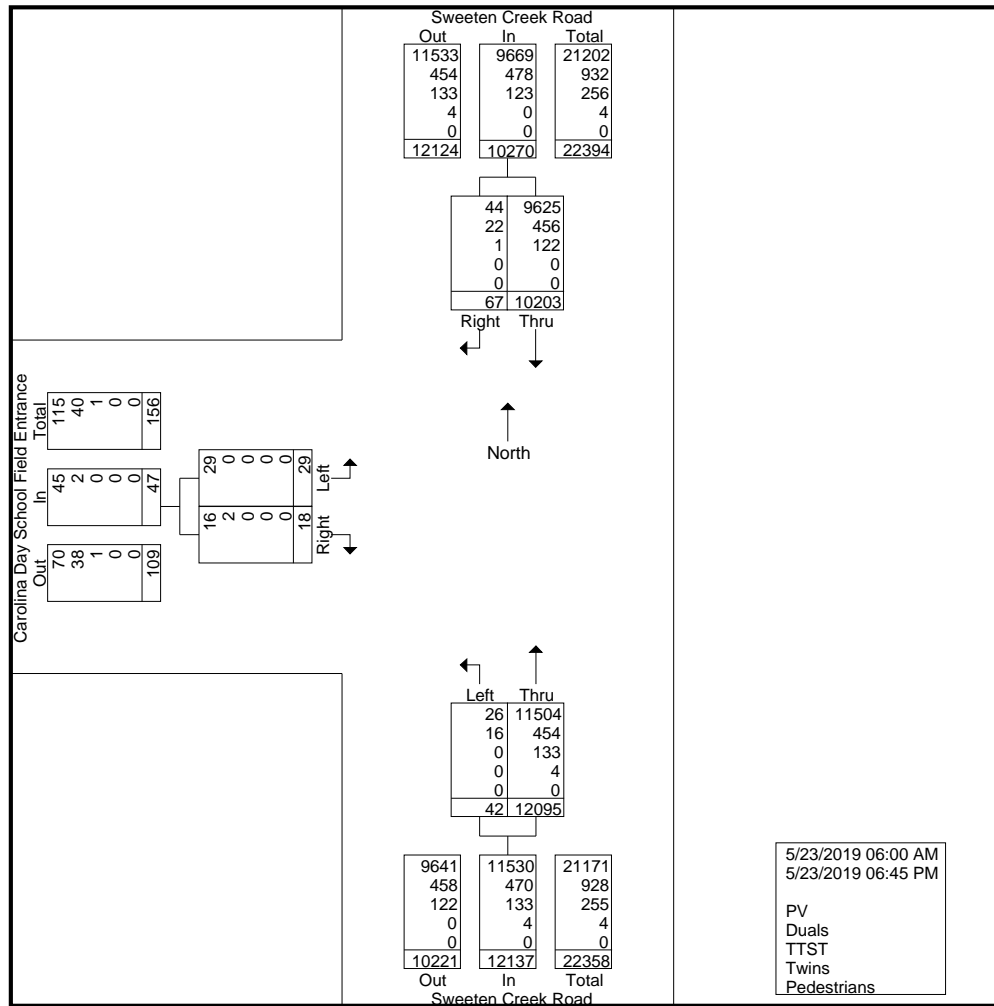 Sweeten Creek Road
Out In Total
11533 9669 21202
454 478 932
133 123 256
4 0 4
0 0 0
12124 10270 22394
44 9625
22 456
1 122
0 0
0 0
67 10203
Right Thru
North
Carolina Day School Field Entrance
Total
115
40
1
0
0
156
In
45
2
0
0
0
47
Out
70
38
1
0
0
109
29
0
0
0
0
29
Left
16
2
0
0
0
18
Right
Left Thru
26 11504
16 454
0 133
0 4
0 0
42 12095
9641 11530 21171
458 470 928
122 133 255
0 4 4
0 0 0
10221 12137 22358
Out In Total
Sweeten Creek Road
5/23/2019 06:00 AM
5/23/2019 06:45 PM
PV
Duals
TTST
Twins
Pedestrians